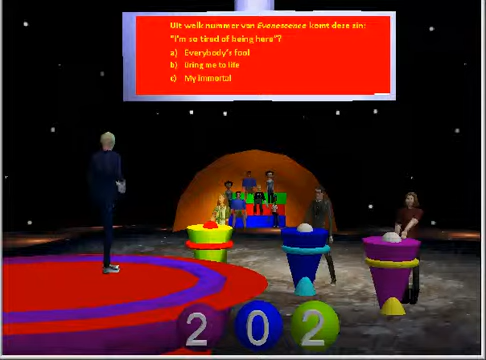 Uit welk nummer van Evanescence komt deze zin:
"I'm so tired of being here"?
a) Everybody's fool
b) Bring me to life
c) My immortal
2 0 2